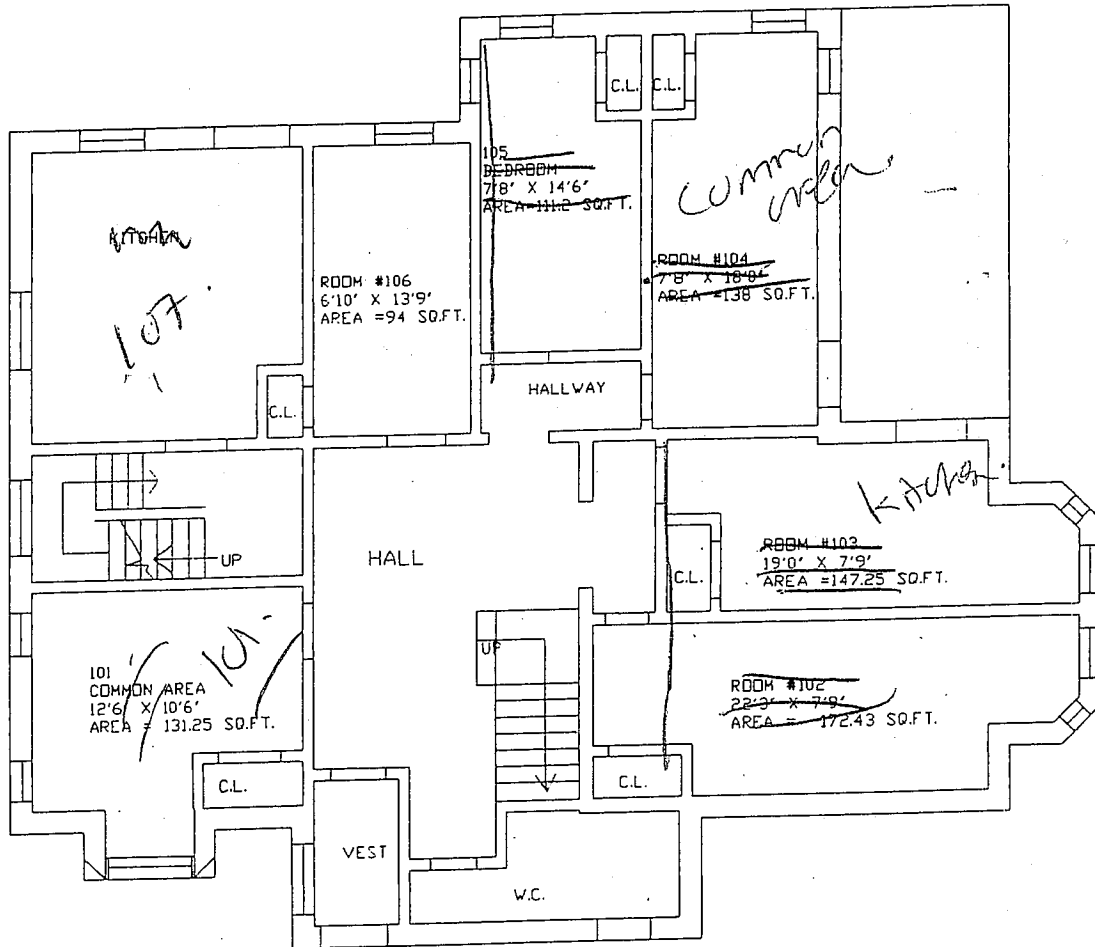 C.L.
C.L.
105
BEDROOM
7'8" X 14'6"
AREA=111.2 SQ.FT.
Common
area
KITCHEN
107
ROOM #106
6'10" X 13'9"
AREA =94 SQ.FT.
ROOM #104
7'8" X 18'0"
AREA =138 SQ.FT.
HALLWAY
C.L.
Kitchen
UP
HALL
ROOM #103
19'0" X 7'9"
AREA =147.25 SQ.FT.
C.L.
101
COMMON AREA
12'6" X 10'6"
AREA = 131.25 SQ.FT.
101
UP
ROOM #102
22'3" X 7'9"
AREA = 172.43 SQ.FT.
C.L.
C.L.
VEST
W.C.